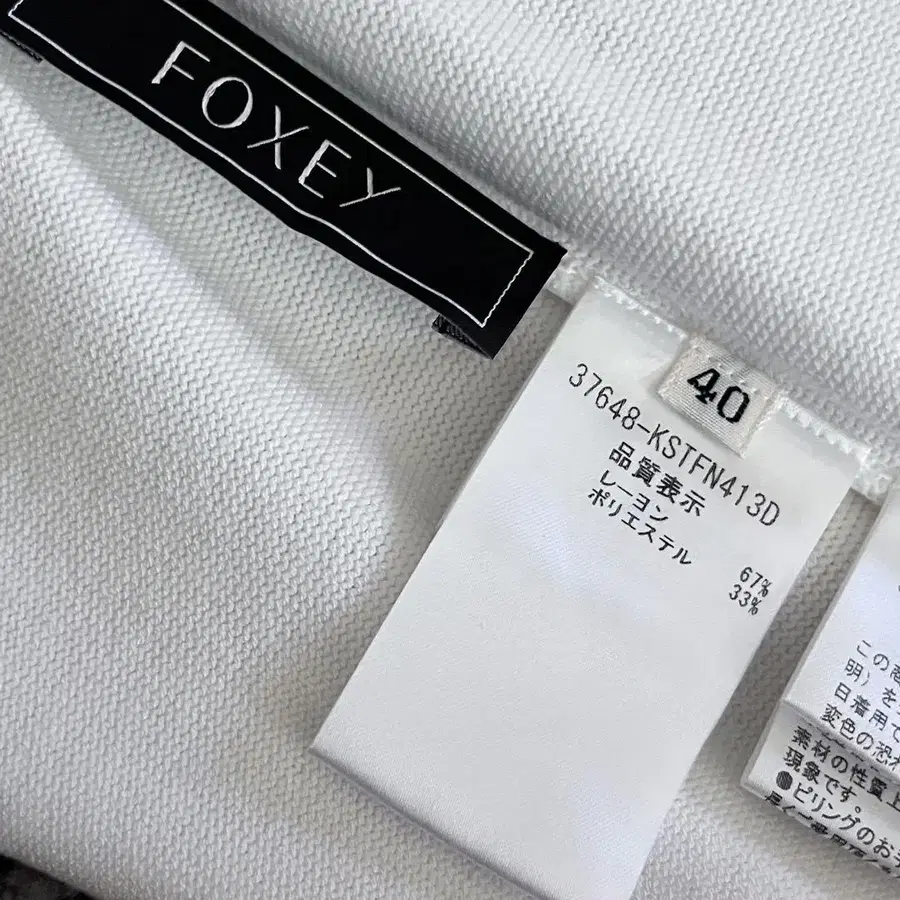 FOXEY
40
37648-KSTFN413D
品質表示
レーヨン 67%
ポリエステル 33%
この商
明）を
日着用で
変色の恐れ
素材の性質上
現象です。
●ピリングのお手